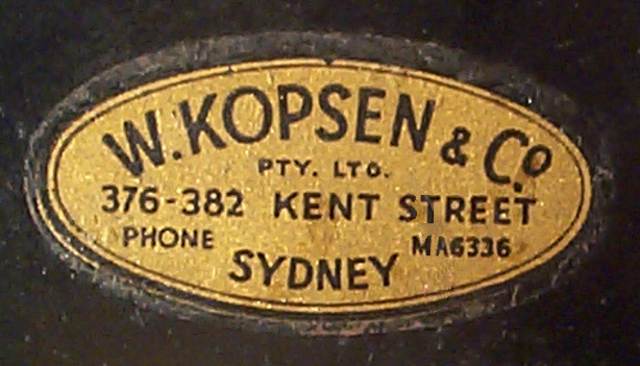 W. KOPSEN & Co.
PTY. LTD.
376-382 KENT STREET
PHONE MA6336
SYDNEY